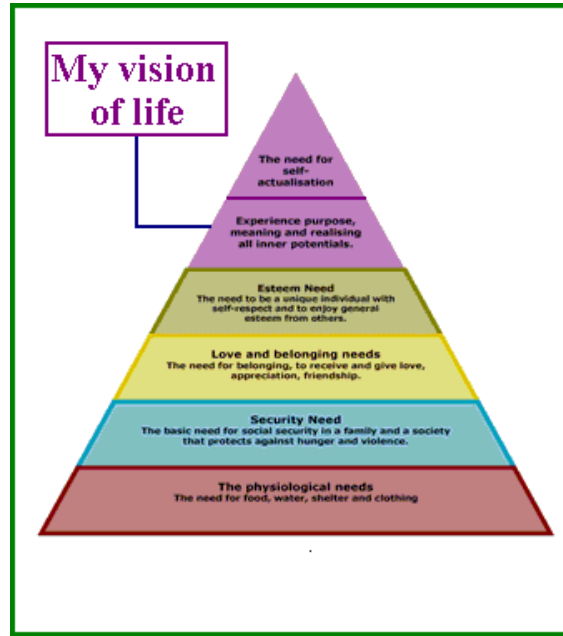 My vision
of life
The need for
self-
actualisation
Experience purpose,
meaning and realising
all inner potentials.
Esteem Need
The need to be a unique individual with
self-respect and to enjoy general
esteem from others.
Love and belonging needs
The need for belonging, to receive and give love,
appreciation, friendship.
Security Need
The basic need for social security in a family and a society
that protects against hunger and violence.
The physiological needs
The need for food, water, shelter and clothing
.